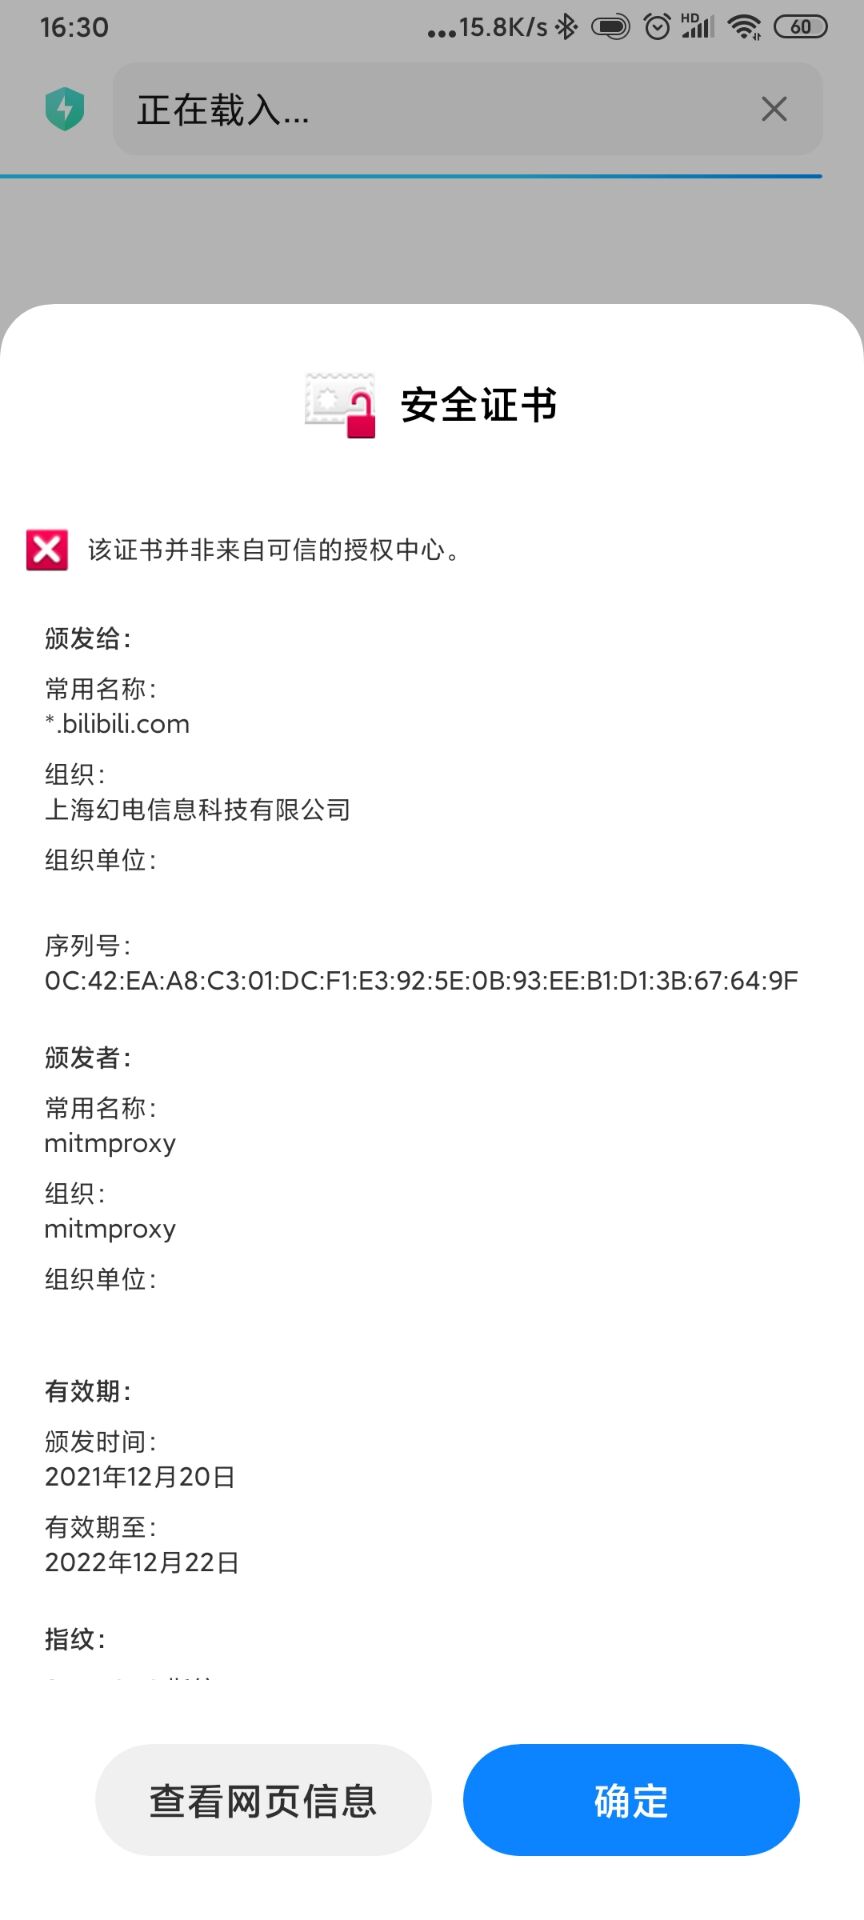 16:30
...15.8K/s
HD
60
正在载入...
安全证书
该证书并非来自可信的授权中心。
颁发给：
常用名称：
*.bilibili.com
组织：
上海幻电信息科技有限公司
组织单位：
序列号：
0C:42:EA:A8:C3:01:DC:F1:E3:92:5E:0B:93:EE:B1:D1:3B:67:64:9F
颁发者：
常用名称：
mitmproxy
组织：
mitmproxy
组织单位：
有效期：
颁发时间：
2021年12月20日
有效期至：
2022年12月22日
指纹：
查看网页信息
确定